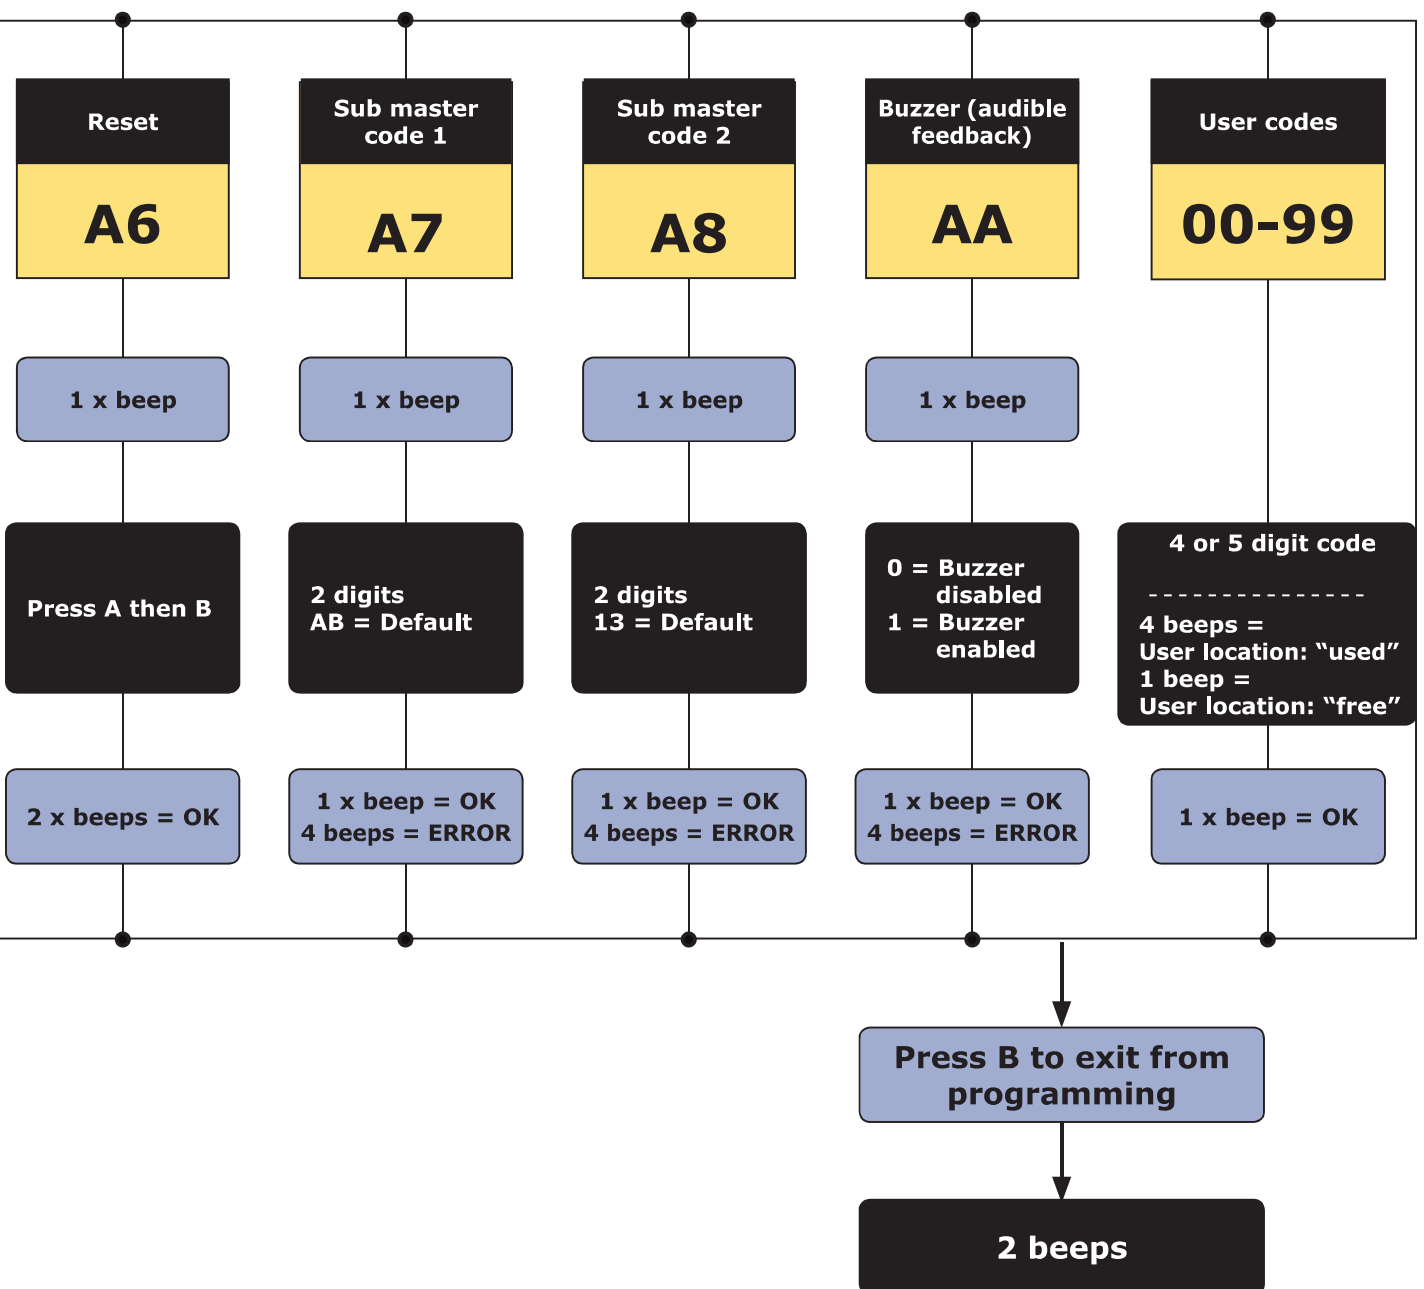 Reset
A6
1 x beep
Press A then B
2 x beeps = OK
Sub master
code 1
A7
1 x beep
2 digits
AB = Default
1 x beep = OK
4 beeps = ERROR
Sub master
code 2
A8
1 x beep
2 digits
13 = Default
1 x beep = OK
4 beeps = ERROR
Buzzer (audible
feedback)
AA
1 x beep
0 = Buzzer
disabled
1 = Buzzer
enabled
1 x beep = OK
4 beeps = ERROR
User codes
00-99
4 or 5 digit code
---------------
4 beeps =
User location: “used”
1 beep =
User location: “free”
1 x beep = OK
Press B to exit from
programming
2 beeps